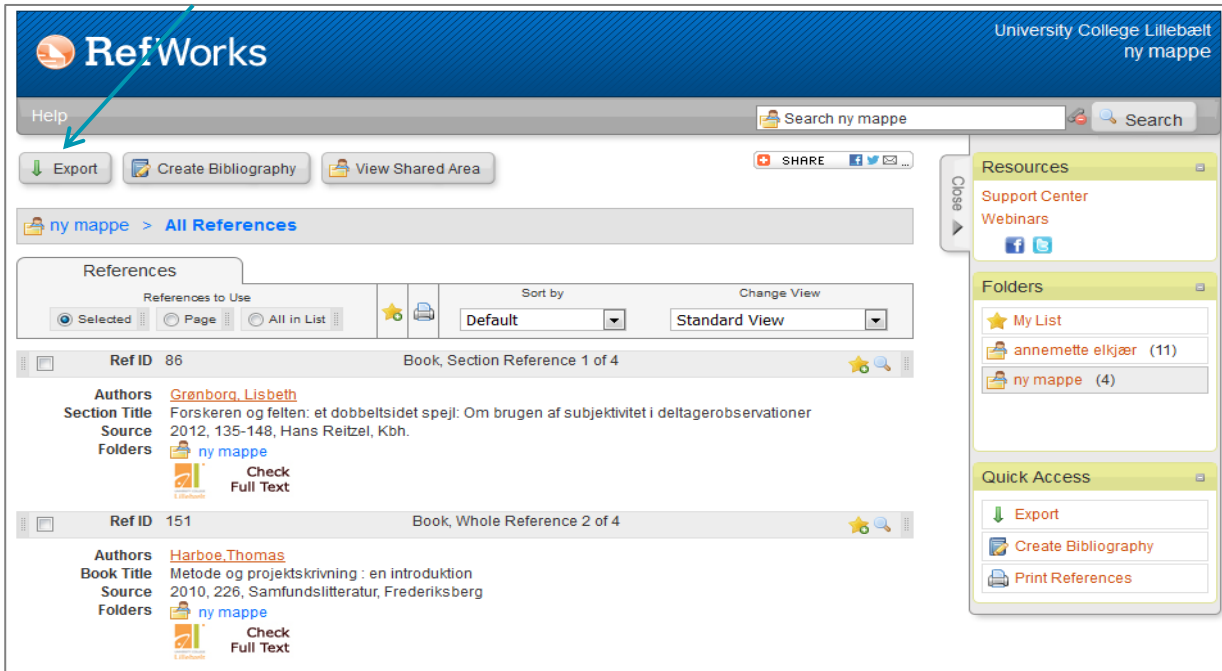 RefWorks
University College Lillebælt
ny mappe
Help
Search ny mappe
Search
Export
Create Bibliography
View Shared Area
SHARE ...
Close
ny mappe > All References
References
References to Use
Selected
Page
All in List
Sort by
Default
Change View
Standard View
Ref ID 86 Book, Section Reference 1 of 4
Authors Grønborg, Lisbeth
Section Title Forskeren og felten: et dobbeltsidet spejl: Om brugen af subjektivitet i deltagerobservationer
Source 2012, 135-148, Hans Reitzel, Kbh.
Folders ny mappe
Check
Full Text
Ref ID 151 Book, Whole Reference 2 of 4
Authors Harboe,Thomas
Book Title Metode og projektskrivning : en introduktion
Source 2010, 226, Samfundslitteratur, Frederiksberg
Folders ny mappe
Check
Full Text
Resources
Support Center
Webinars
Folders
My List
annemette elkjær (11)
ny mappe (4)
Quick Access
Export
Create Bibliography
Print References